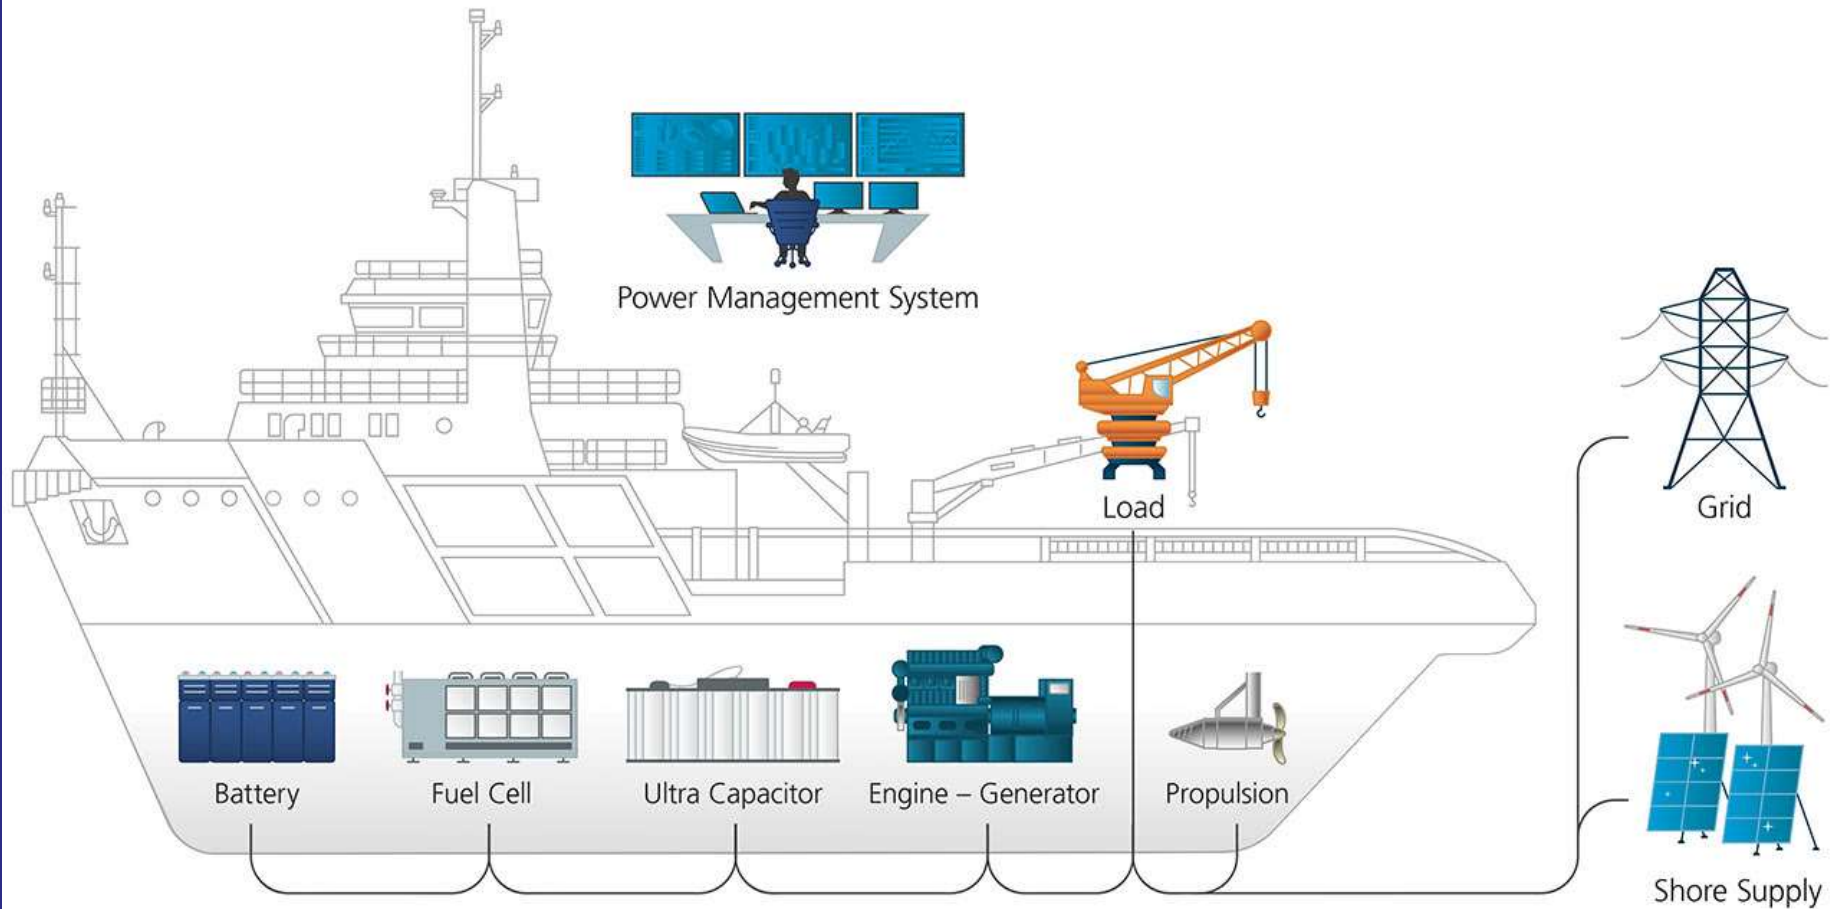 Power Management System
Load
Grid
Battery
Fuel Cell
Ultra Capacitor
Engine – Generator
Propulsion
Shore Supply